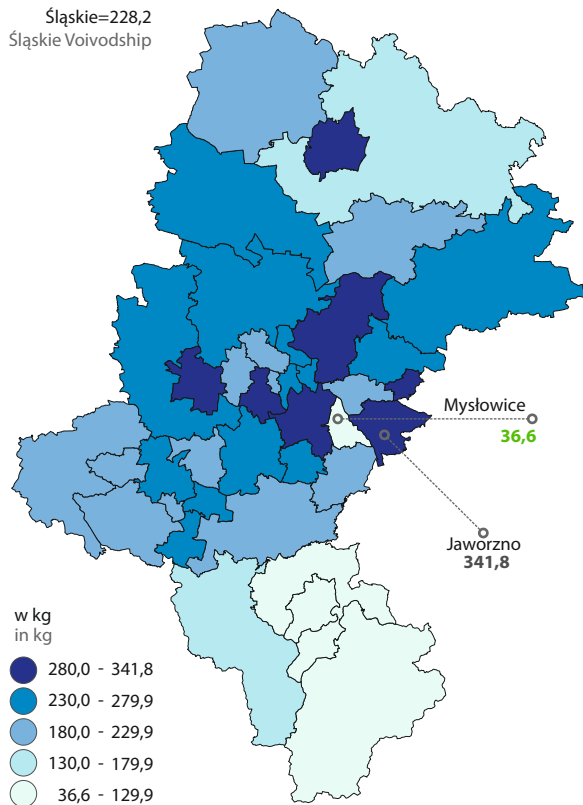 Śląskie=228,2
Śląskie Voivodship
Mysłowice
36,6
Jaworzno
341,8
w kg
in kg
280,0 - 341,8
230,0 - 279,9
180,0 - 229,9
130,0 - 179,9
36,6 - 129,9